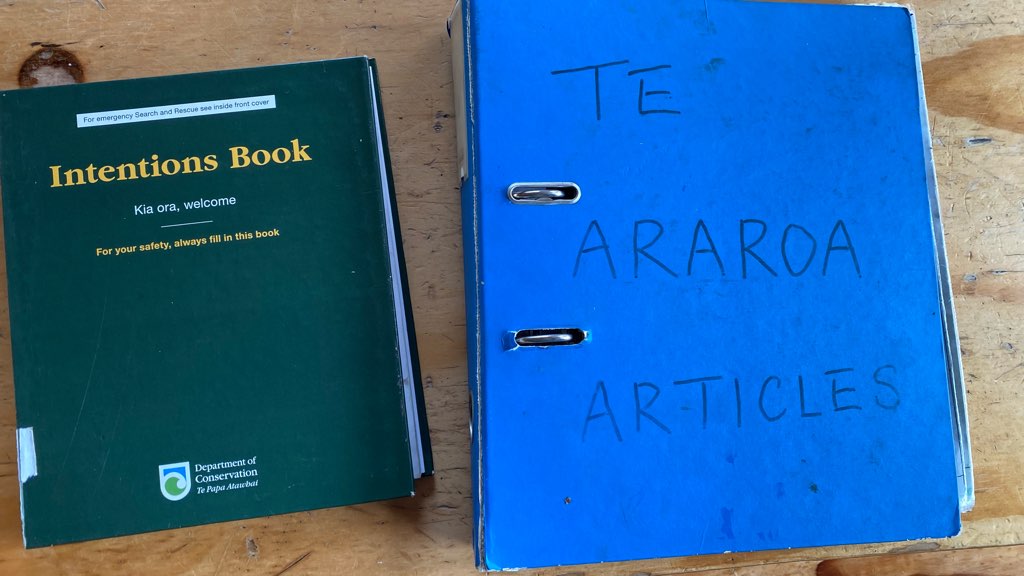 For emergency Search and Rescue see inside front cover
Intentions Book
Kia ora, welcome
For your safety, always fill in this book
Department of
Conservation
Te Papa Atawhai
TE
ARAROA
ARTICLES